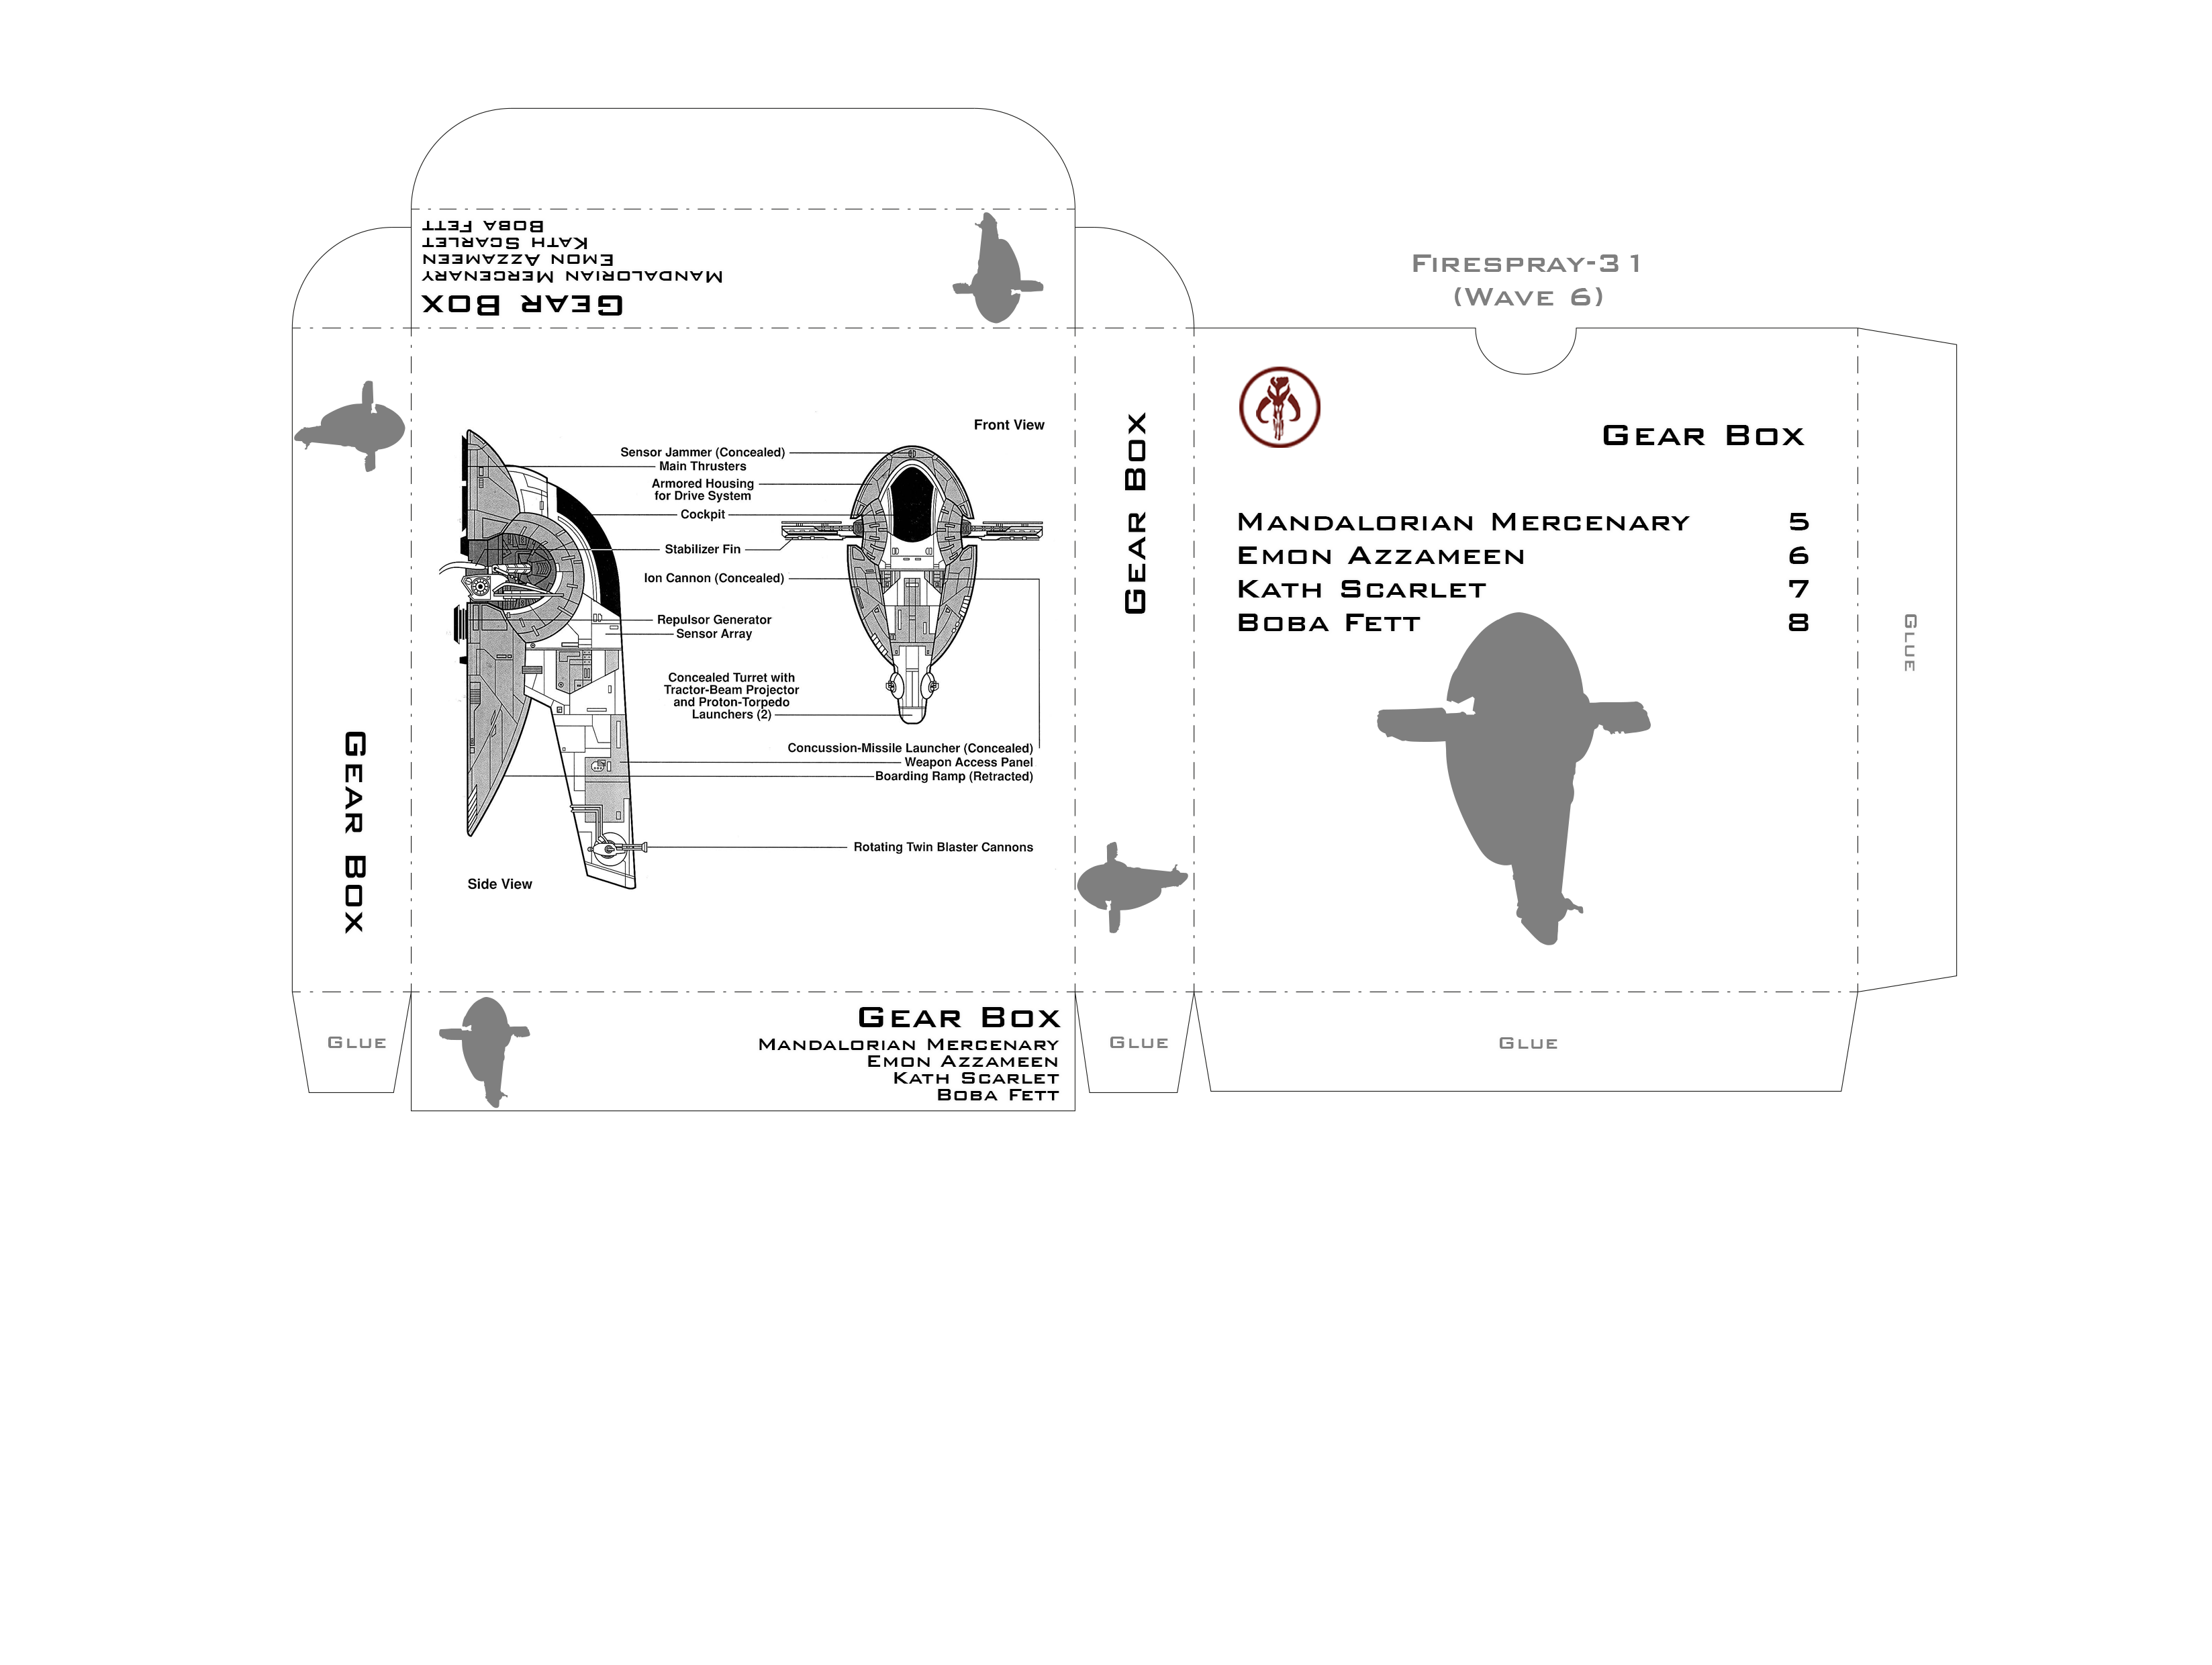 Boba Fett
Kath Scarlet
Emon Azzameen
Mandalorian Mercenary
Gear Box
Firespray-31
(Wave 6)
Gear Box
Front View
Sensor Jammer (Concealed)
Main Thrusters
Armored Housing
for Drive System
Cockpit
Stabilizer Fin
Ion Cannon (Concealed)
Repulsor Generator
Sensor Array
Concealed Turret with
Tractor-Beam Projector
and Proton-Torpedo
Launchers (2)
Concussion-Missile Launcher (Concealed)
Weapon Access Panel
Boarding Ramp (Retracted)
Rotating Twin Blaster Cannons
Side View
Gear Box
Gear Box
Mandalorian Mercenary 5
Emon Azzameen 6
Kath Scarlet 7
Boba Fett 8
Glue
Glue
Gear Box
Mandalorian Mercenary
Emon Azzameen
Kath Scarlet
Boba Fett
Glue
Glue